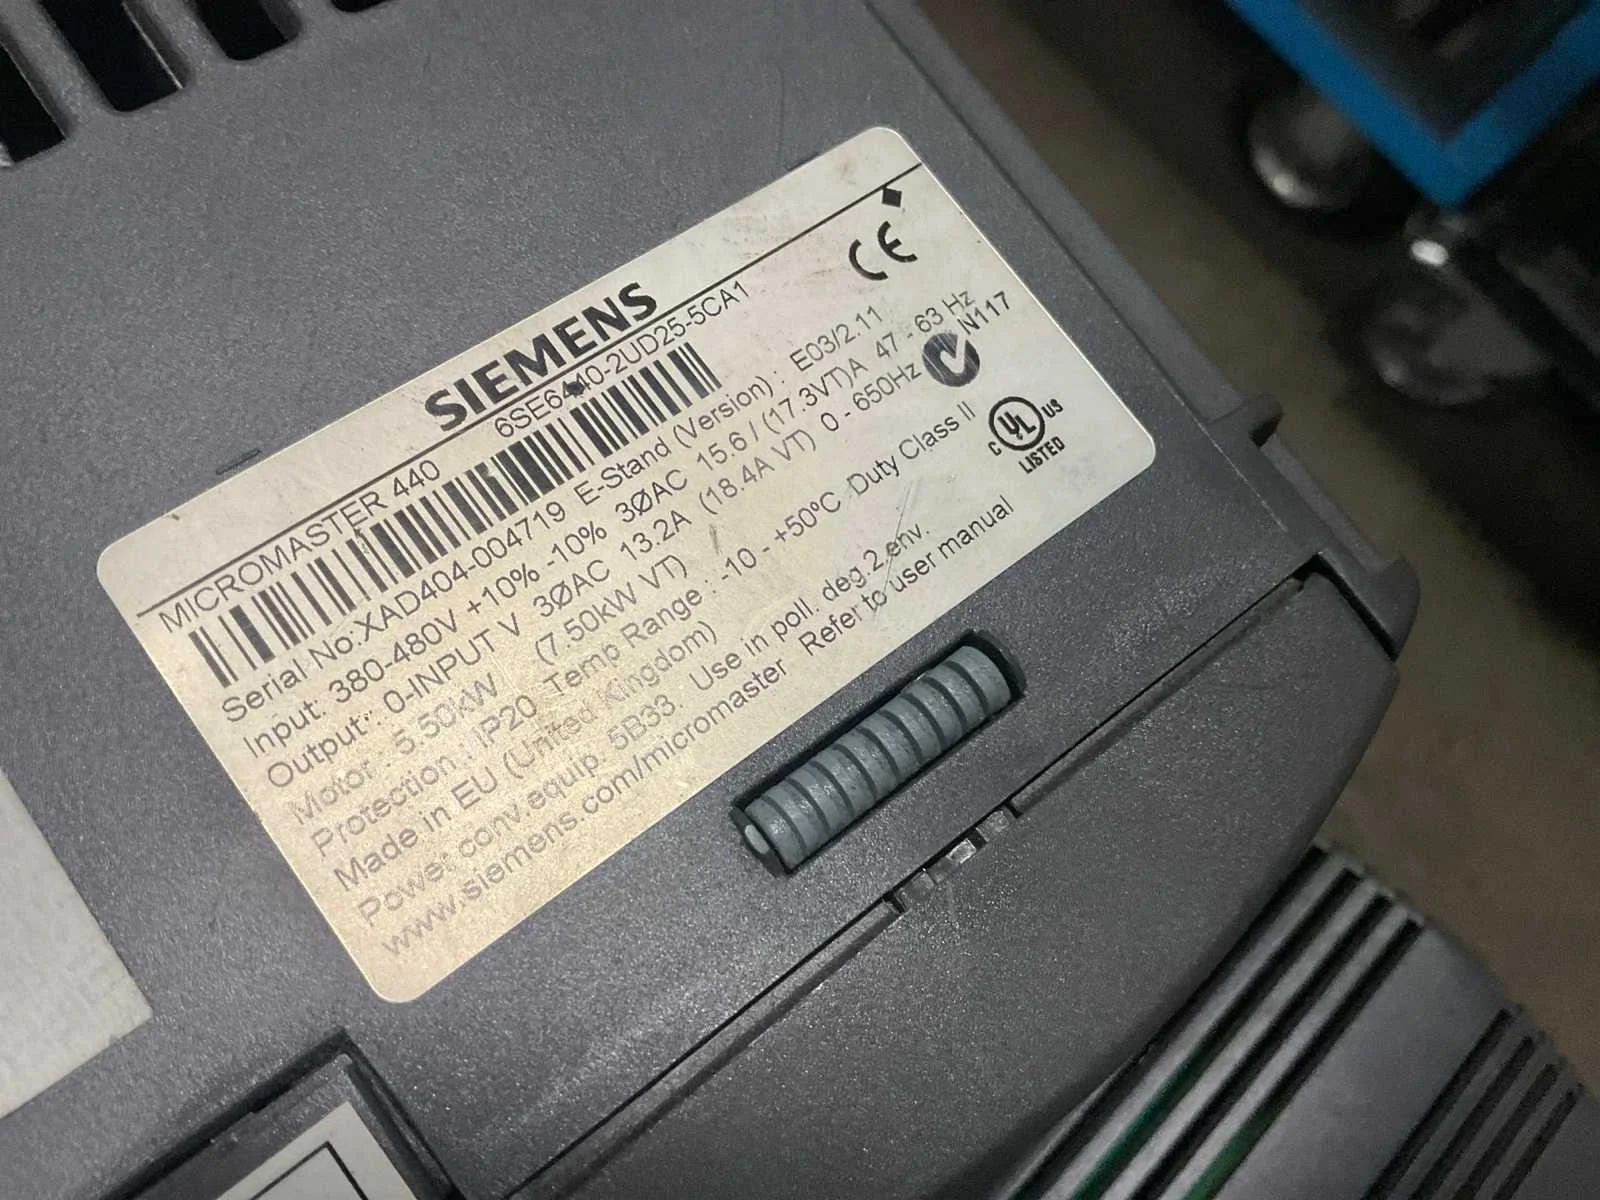 SIEMENS
MICROMASTER 440
6SE6440-2UD25-5CA1
Serial No:XAD404-004719 E-Stand (Version) : E03/2.11
Input: 380-480V +10% -10% 3ØAC 15.6 / (17.3VT)A 47 - 63 Hz
Output : 0-INPUT V 3ØAC 13.2A (18.4A VT) 0 - 650Hz
Motor : 5.50kW (7.50kW VT)
Protection : IP20 Temp Range : -10 - +50ºC Duty Class II
Made in EU (United Kingdom)
Power conv.equip. 5B33. Use in poll. deg.2 env.
www.siemens.com/micromaster Refer to user manual
CE
N117
C UL US
LISTED